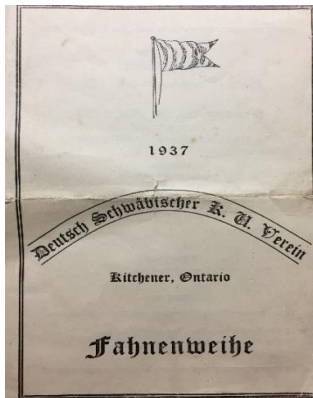 1937
Deutsch Schwäbischer K. U. Verein
Kitchener, Ontario
Fahnenweihe